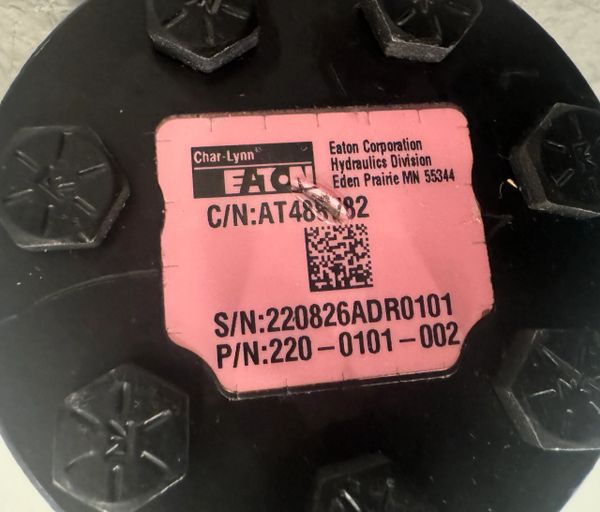 Char-Lynn
Eaton Corporation
Hydraulics Division
EATON
Eden Prairie MN 55344
S/N:220826ADR0101
P/N:220-0101-002